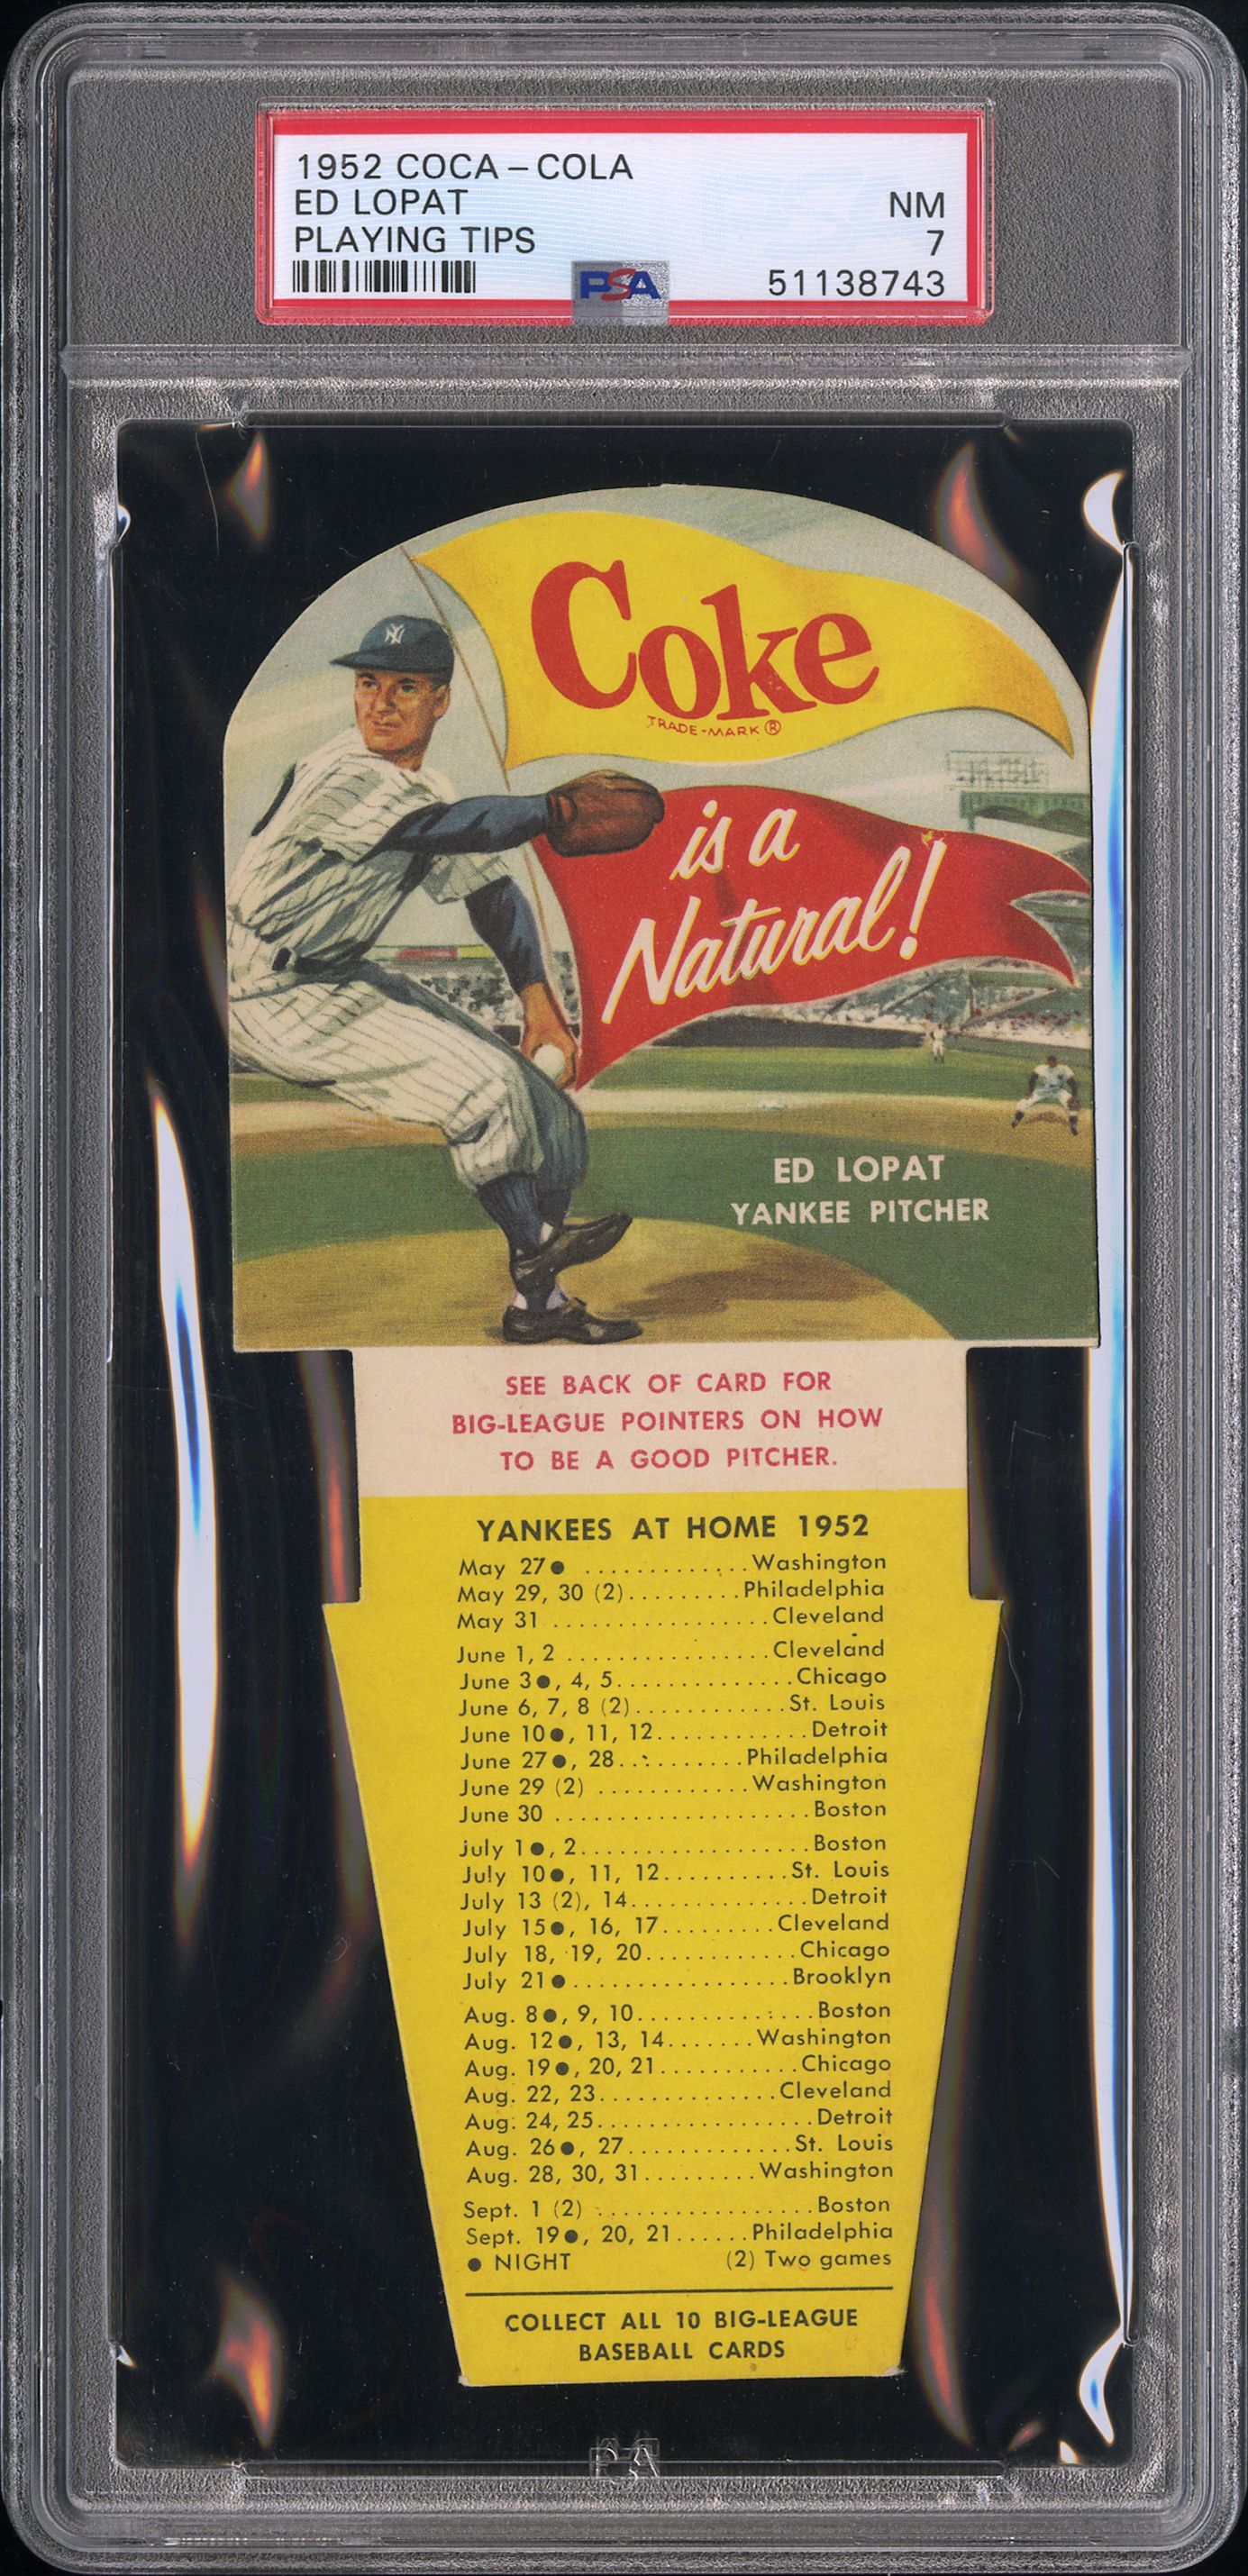 1952 COCA-COLA
ED LOPAT
NM
PLAYING TIPS
7
PSA
51138743
NY
Coke
TRADE-MARK ®
is a
Natural!
ED LOPAT
YANKEE PITCHER
SEE BACK OF CARD FOR
BIG-LEAGUE POINTERS ON HOW
TO BE A GOOD PITCHER.
YANKEES AT HOME 1952
May 27● .............Washington
May 29, 30 (2).........Philadelphia
May 31 .................Cleveland
June 1, 2 ................Cleveland
June 3●, 4, 5..............Chicago
June 6, 7, 8 (2)............St. Louis
June 10●, 11, 12............Detroit
June 27●, 28...........Philadelphia
June 29 (2) ............Washington
June 30 ....................Boston
July 1●, 2..................Boston
July 10●, 11, 12..........St. Louis
July 13 (2), 14..............Detroit
July 15●, 16, 17.........Cleveland
July 18, 19, 20............Chicago
July 21●.................Brooklyn
Aug. 8●, 9, 10..............Boston
Aug. 12●, 13, 14.......Washington
Aug. 19●, 20, 21...........Chicago
Aug. 22, 23..............Cleveland
Aug. 24, 25.................Detroit
Aug. 26●, 27.............St. Louis
Aug. 28, 30, 31.........Washington
Sept. 1 (2) .................Boston
Sept. 19●, 20, 21......Philadelphia
● NIGHT (2) Two games
COLLECT ALL 10 BIG-LEAGUE
BASEBALL CARDS
PSA